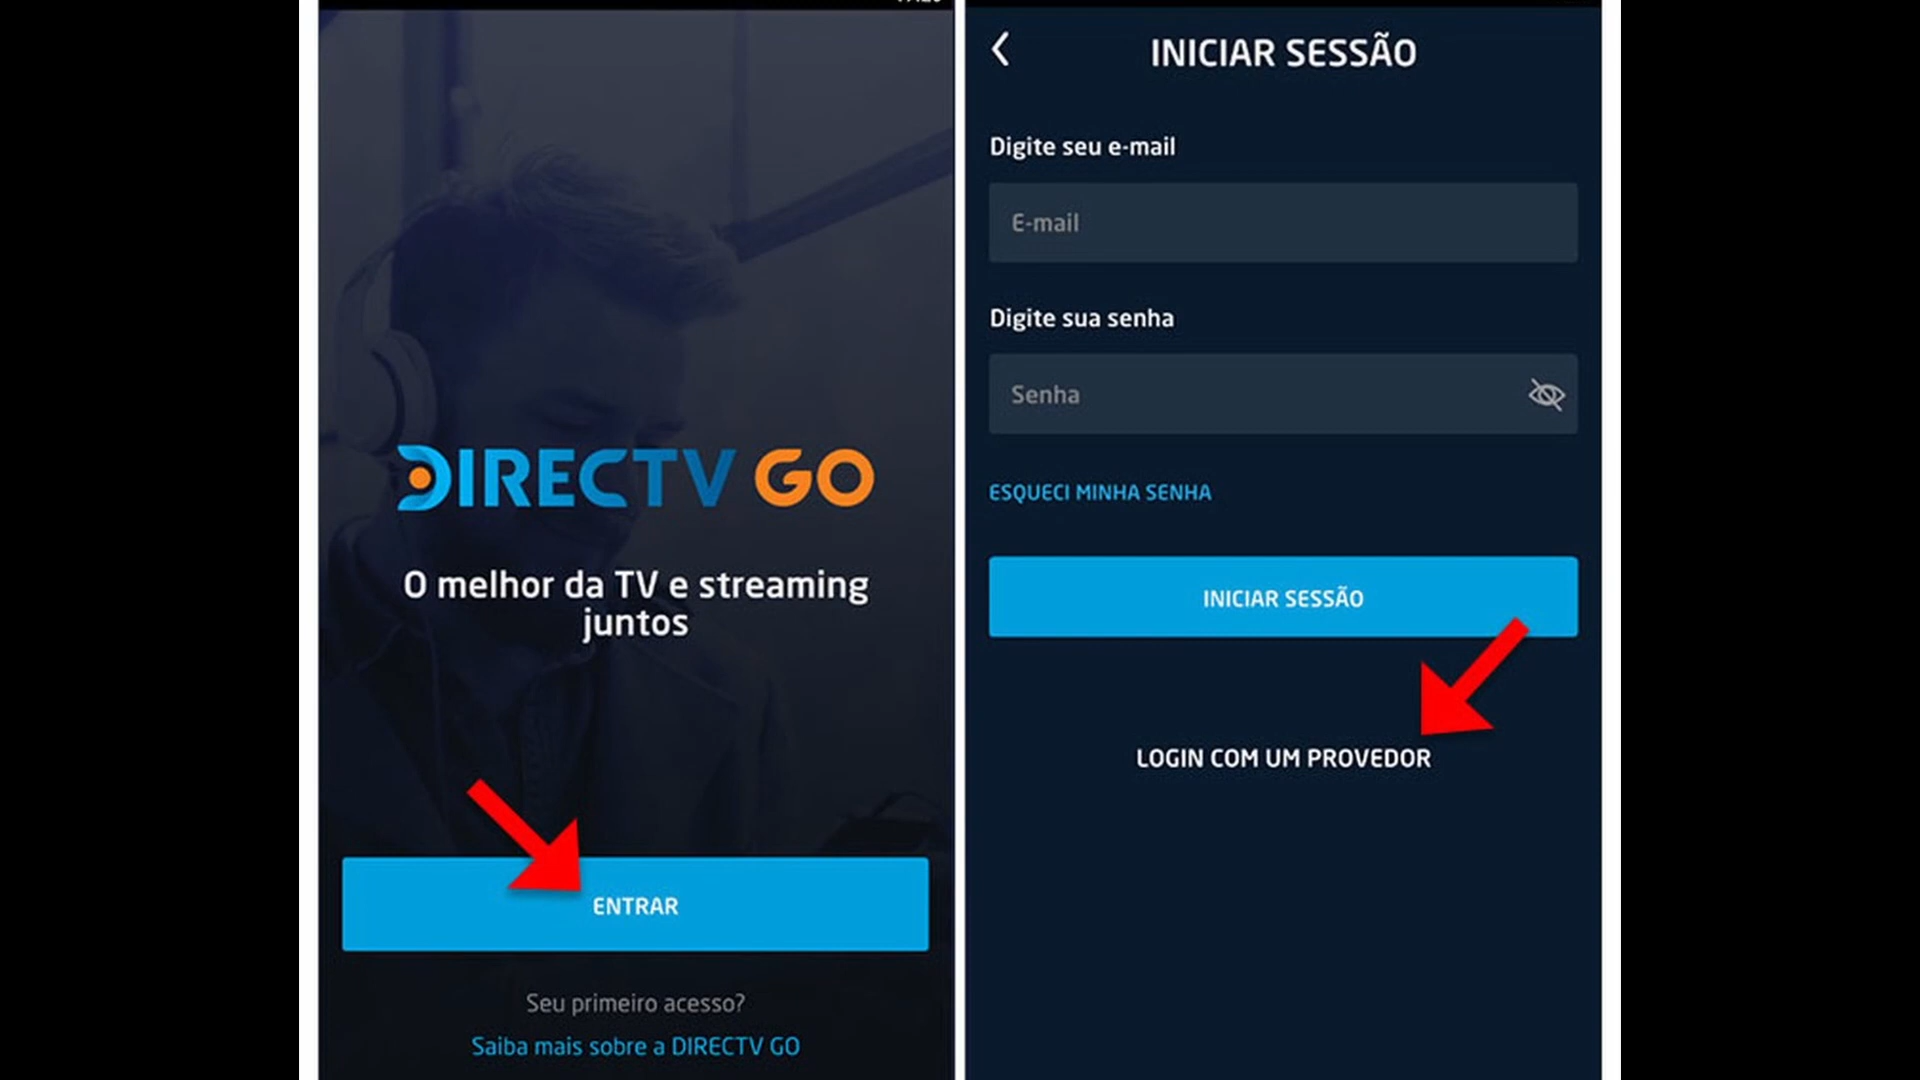 DIRECTV GO
O melhor da TV e streaming
juntos
ENTRAR
Seu primeiro acesso?
Saiba mais sobre a DIRECTV GO
INICIAR SESSÃO
Digite seu e-mail
E-mail
Digite sua senha
Senha
ESQUECI MINHA SENHA
INICIAR SESSÃO
LOGIN COM UM PROVEDOR